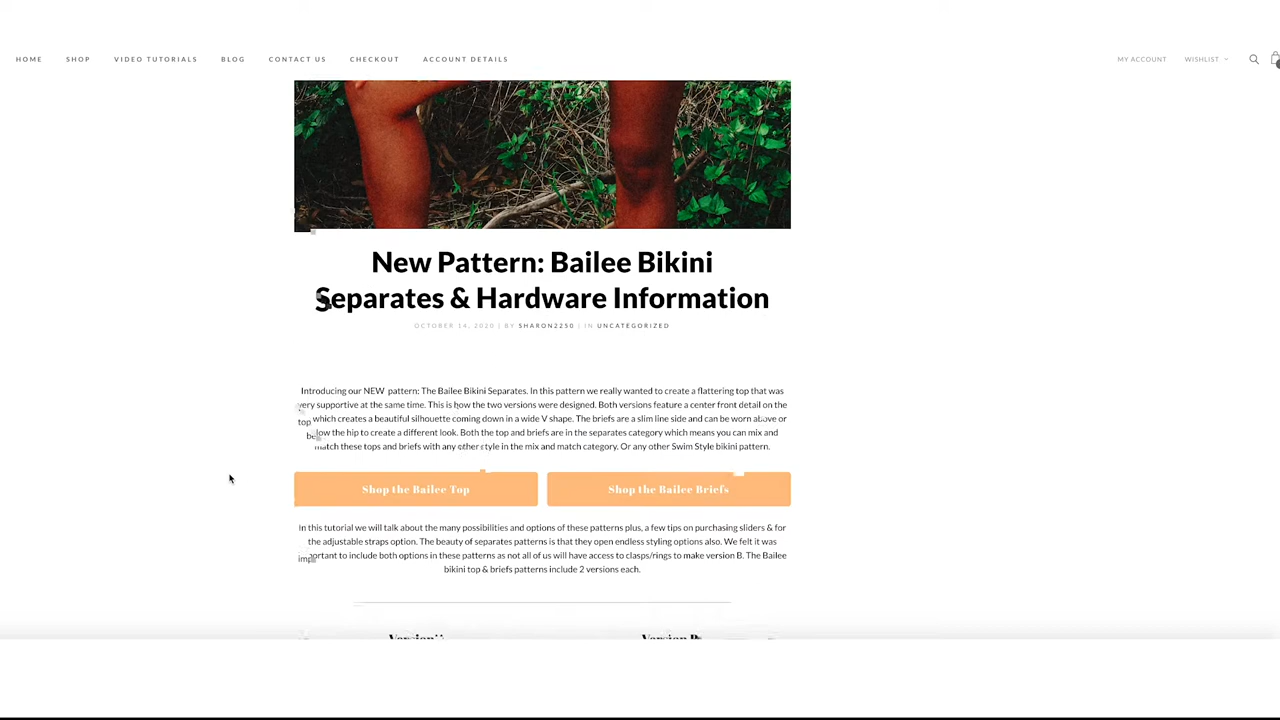 HOME SHOP VIDEO TUTORIALS BLOG CONTACT US CHECKOUT ACCOUNT DETAILS MY ACCOUNT WISHLIST
New Pattern: Bailee Bikini
Separates & Hardware Information
OCTOBER 14, 2020 | BY SHARON2250 | IN UNCATEGORIZED
Introducing our NEW pattern: The Bailee Bikini Separates. In this pattern we really wanted to create a flattering top that was
very supportive at the same time. This is how the two versions were designed. Both versions feature a center front detail on the
top which creates a beautiful silhouette coming down in a wide V shape. The briefs are a slim line side and can be worn above or
below the hip to create a different look. Both the top and briefs are in the separates category which means you can mix and
match these tops and briefs with any other style in the mix and match category. Or any other Swim Style bikini pattern.
Shop the Bailee Top Shop the Bailee Briefs
In this tutorial we will talk about the many possibilities and options of these patterns plus, a few tips on purchasing sliders & for
the adjustable straps option. The beauty of separates patterns is that they open endless styling options also. We felt it was
important to include both options in these patterns as not all of us will have access to clasps/rings to make version B. The Bailee
bikini top & briefs patterns include 2 versions each.
Version Version B